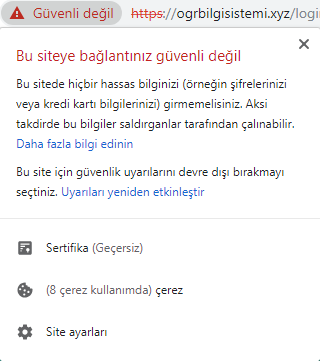 Güvenli değil https://ogrbilgisistemi.xyz/logi
Bu siteye bağlantınız güvenli değil
Bu sitede hiçbir hassas bilginizi (örneğin şifrelerinizi
veya kredi kartı bilgilerinizi) girmemelisiniz. Aksi
takdirde bu bilgiler saldırganlar tarafından çalınabilir.
Daha fazla bilgi edinin
Bu site için güvenlik uyarılarını devre dışı bırakmayı
seçtiniz. Uyarıları yeniden etkinleştir
Sertifika (Geçersiz)
(8 çerez kullanımda) çerez
Site ayarları